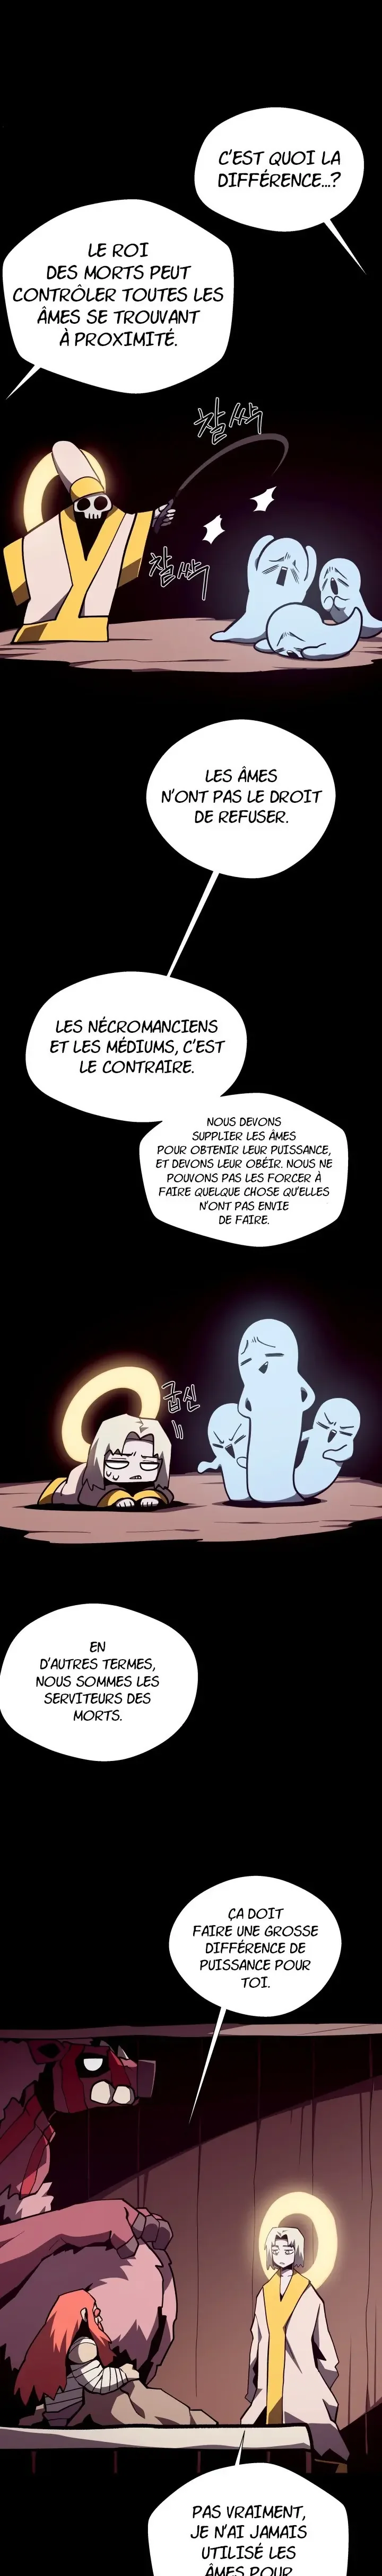 C'EST QUOI LA
DIFFÉRENCE...?
LE ROI
DES MORTS PEUT
CONTRÔLER TOUTES LES
ÂMES SE TROUVANT
À PROXIMITÉ.
찰싹
찰싹
LES ÂMES
N'ONT PAS LE DROIT
DE REFUSER.
LES NÉCROMANCIENS
ET LES MÉDIUMS, C'EST
LE CONTRAIRE.
NOUS DEVONS
SUPPLIER LES ÂMES
POUR OBTENIR LEUR PUISSANCE,
ET DEVONS LEUR OBÉIR. NOUS NE
POUVONS PAS LES FORCER À
FAIRE QUELQUE CHOSE QU'ELLES
N'ONT PAS ENVIE
DE FAIRE.
굽신
EN
D'AUTRES TERMES,
NOUS SOMMES LES
SERVITEURS DES
MORTS.
ÇA DOIT
FAIRE UNE GROSSE
DIFFÉRENCE DE
PUISSANCE POUR
TOI.
PAS VRAIMENT,
JE N'AI JAMAIS
UTILISÉ LES
ÂMES POUR